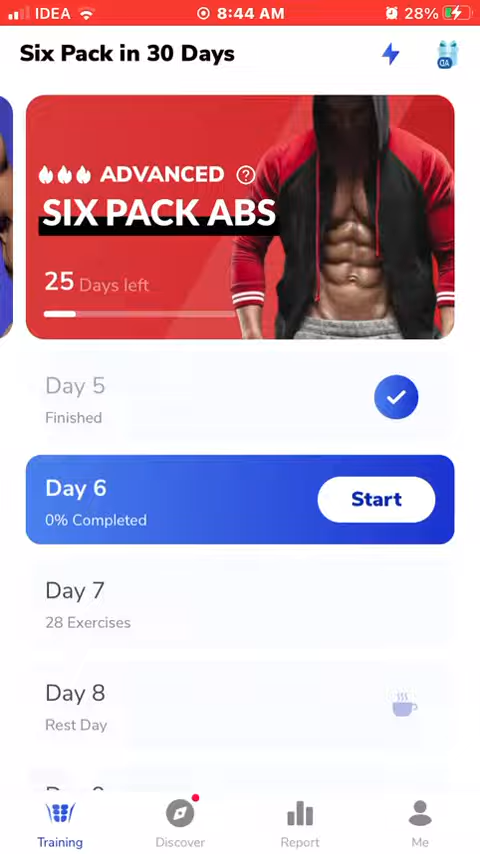 IDEA 8:44 AM 28%
Six Pack in 30 Days
AD
ADVANCED ?
SIX PACK ABS
25 Days left
Day 5
Finished
Day 6
0% Completed
Start
Day 7
28 Exercises
Day 8
Rest Day
Training Discover Report Me